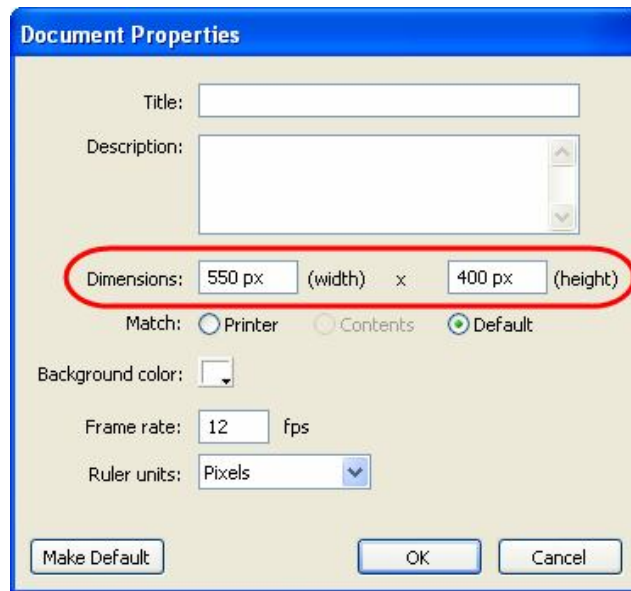 Document Properties
Title:
Description:
Dimensions: 550 px (width) x 400 px (height)
Match: Printer Contents Default
Background color:
Frame rate: 12 fps
Ruler units: Pixels
Make Default OK Cancel